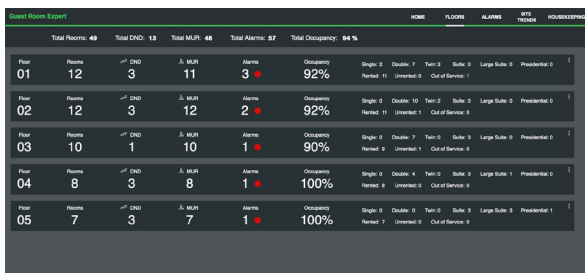 Guest Room Expert HOME FLOORS ALARMS SITE TRENDS HOUSEKEEPING
Total Rooms: 49 Total DND: 13 Total MUR: 48 Total Alarms: 57 Total Occupancy: 94 %
Floor Rooms DND MUR Alarms Occupancy
01 12 3 11 3 92%
Single: 2 Double: 7 Twin: 3 Suite: 0 Large Suite: 0 Presidential: 0
Rented: 11 Unrented: 0 Out of Service: 1
Floor Rooms DND MUR Alarms Occupancy
02 12 3 12 2 92%
Single: 0 Double: 10 Twin: 2 Suite: 0 Large Suite: 0 Presidential: 0
Rented: 11 Unrented: 1 Out of Service: 0
Floor Rooms DND MUR Alarms Occupancy
03 10 1 10 1 90%
Single: 0 Double: 7 Twin: 0 Suite: 3 Large Suite: 0 Presidential: 0
Rented: 9 Unrented: 1 Out of Service: 0
Floor Rooms DND MUR Alarms Occupancy
04 8 3 8 1 100%
Single: 0 Double: 4 Twin: 0 Suite: 3 Large Suite: 1 Presidential: 0
Rented: 8 Unrented: 0 Out of Service: 0
Floor Rooms DND MUR Alarms Occupancy
05 7 3 7 1 100%
Single: 0 Double: 0 Twin: 0 Suite: 3 Large Suite: 3 Presidential: 1
Rented: 7 Unrented: 0 Out of Service: 0